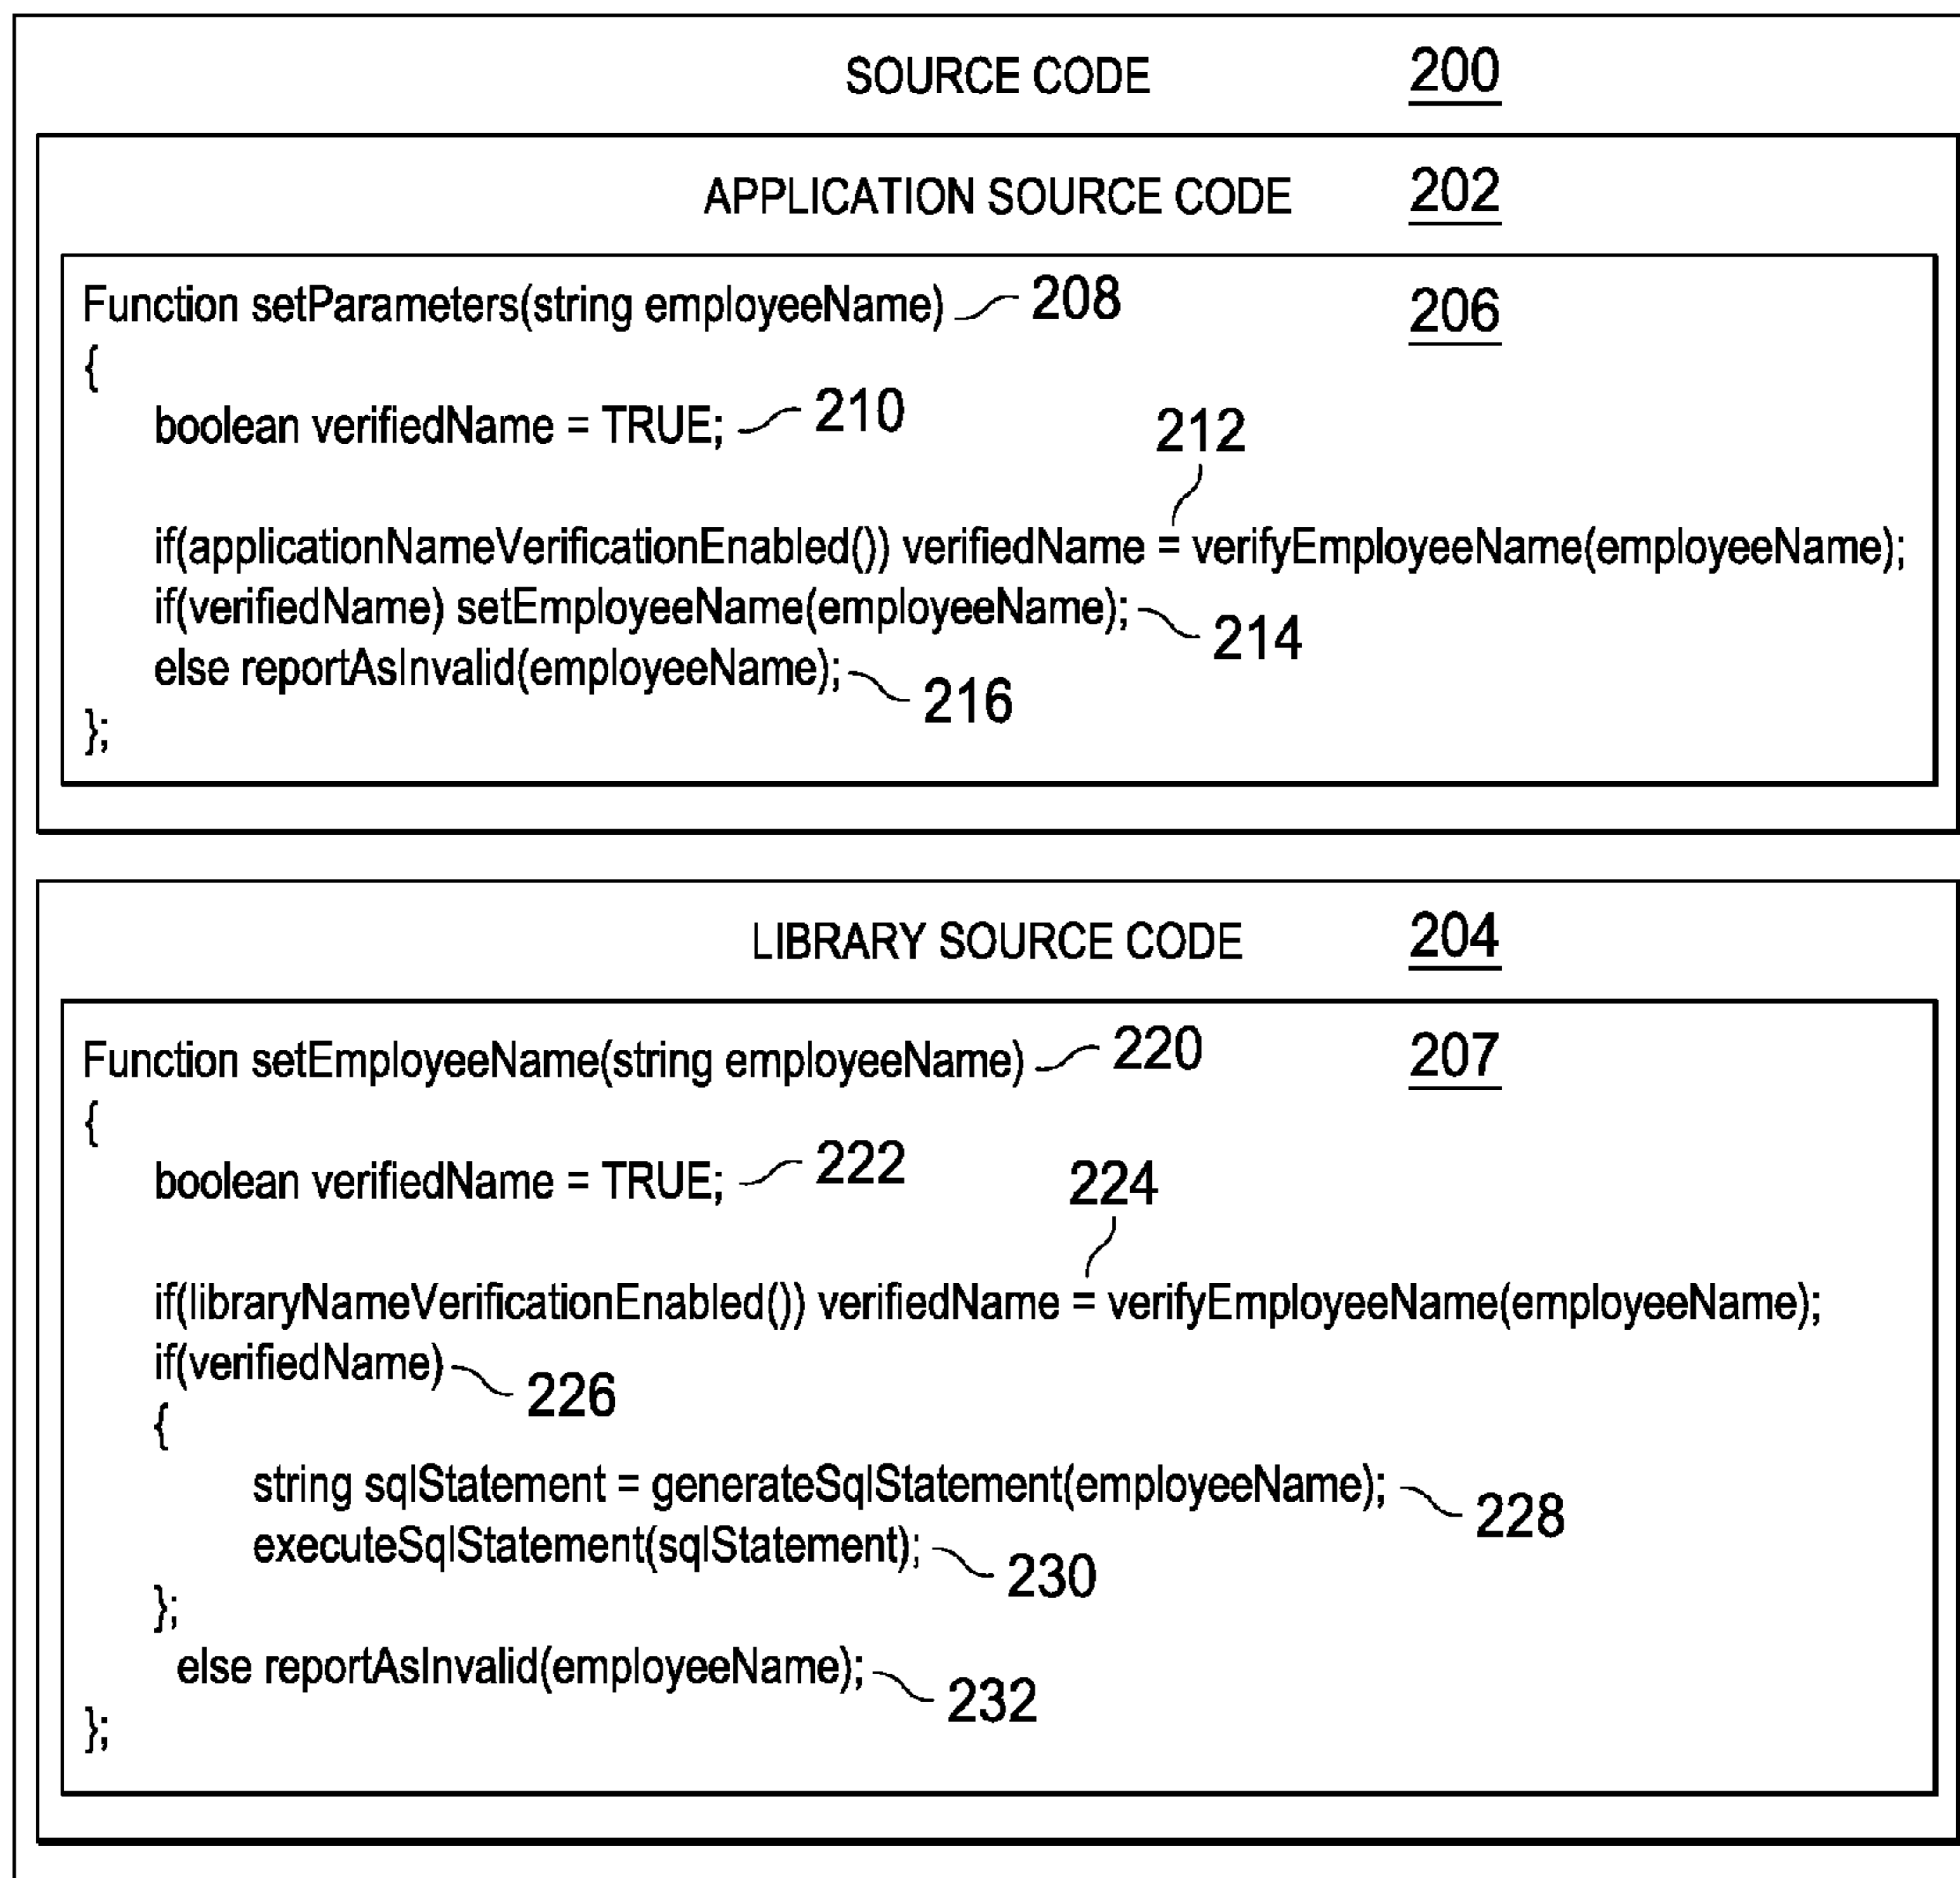 SOURCE CODE 200
APPLICATION SOURCE CODE 202
Function setParameters(string employeeName) 208 206
{
boolean verifiedName = TRUE; 210
212
if(applicationNameVerificationEnabled()) verifiedName = verifyEmployeeName(employeeName);
if(verifiedName) setEmployeeName(employeeName); 214
else reportAsInvalid(employeeName); 216
};
LIBRARY SOURCE CODE 204
Function setEmployeeName(string employeeName) 220 207
{
boolean verifiedName = TRUE; 222
224
if(libraryNameVerificationEnabled()) verifiedName = verifyEmployeeName(employeeName);
if(verifiedName) 226
{
string sqlStatement = generateSqlStatement(employeeName); 228
executeSqlStatement(sqlStatement); 230
};
else reportAsInvalid(employeeName); 232
};